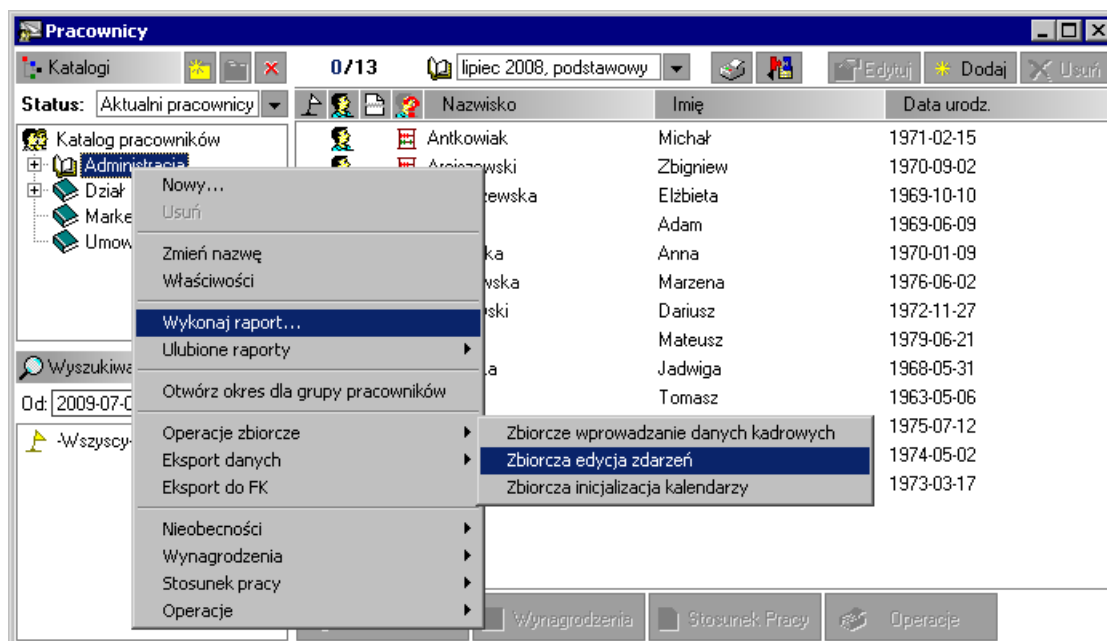 Pracownicy
Katalogi
0/13
lipiec 2008, podstawowy
Edytuj
Dodaj
Usuń
Status: Aktualni pracownicy
Nazwisko
Imię
Data urodz.
Katalog pracowników
Administracja
Dział
Marke
Umow
Antkowiak Michał 1971-02-15
Zbigniew 1970-09-02
zewska Elżbieta 1969-10-10
Adam 1969-06-09
ka Anna 1970-01-09
wska Marzena 1976-06-02
ski Dariusz 1972-11-27
Mateusz 1979-06-21
a Jadwiga 1968-05-31
Tomasz 1963-05-06
1975-07-12
1974-05-02
1973-03-17
Nowy...
Usuń
Zmień nazwę
Właściwości
Wykonaj raport...
Ulubione raporty
Otwórz okres dla grupy pracowników
Operacje zbiorcze
Eksport danych
Eksport do FK
Nieobecności
Wynagrodzenia
Stosunek pracy
Operacje
Zbiorcze wprowadzanie danych kadrowych
Zbiorcza edycja zdarzeń
Zbiorcza inicjalizacja kalendarzy
Wyszukiwa
Od: 2009-07-0
-Wszyscy-
Wynagrodzenia
Stosunek Pracy
Operacje